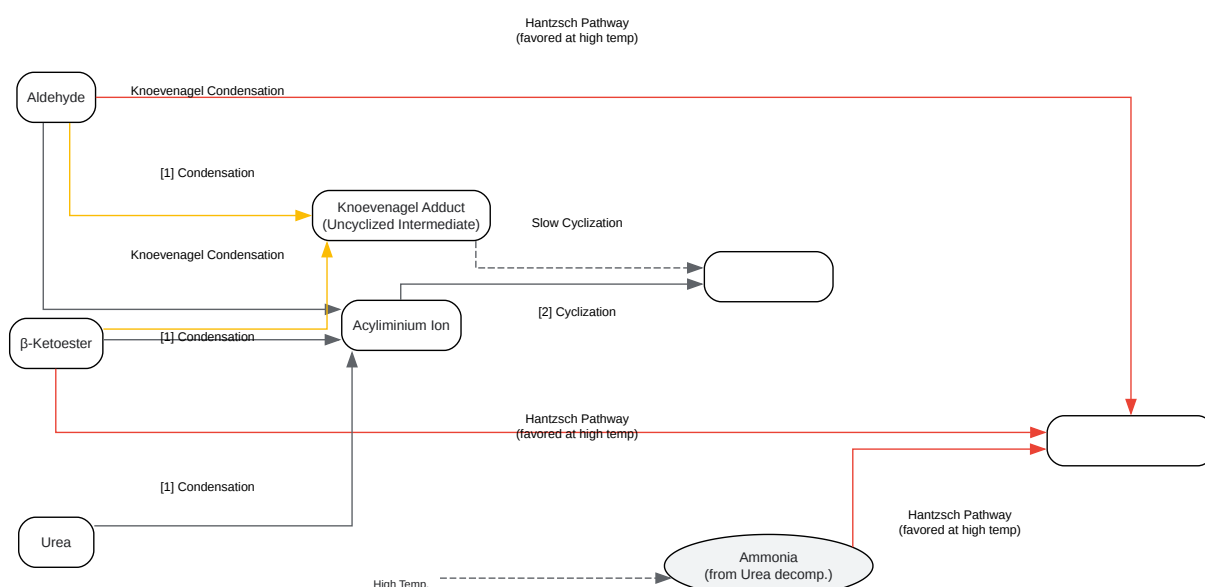 Hantzsch Pathway
(favored at high temp)
Aldehyde
Knoevenagel Condensation
[1] Condensation
Knoevenagel Adduct
(Uncyclized Intermediate)
Slow Cyclization
Knoevenagel Condensation
[2] Cyclization
Acyliminium Ion
β-Ketoester
[1] Condensation
Hantzsch Pathway
(favored at high temp)
[1] Condensation
Hantzsch Pathway
(favored at high temp)
Urea
Ammonia
(from Urea decomp.)
High Temp.